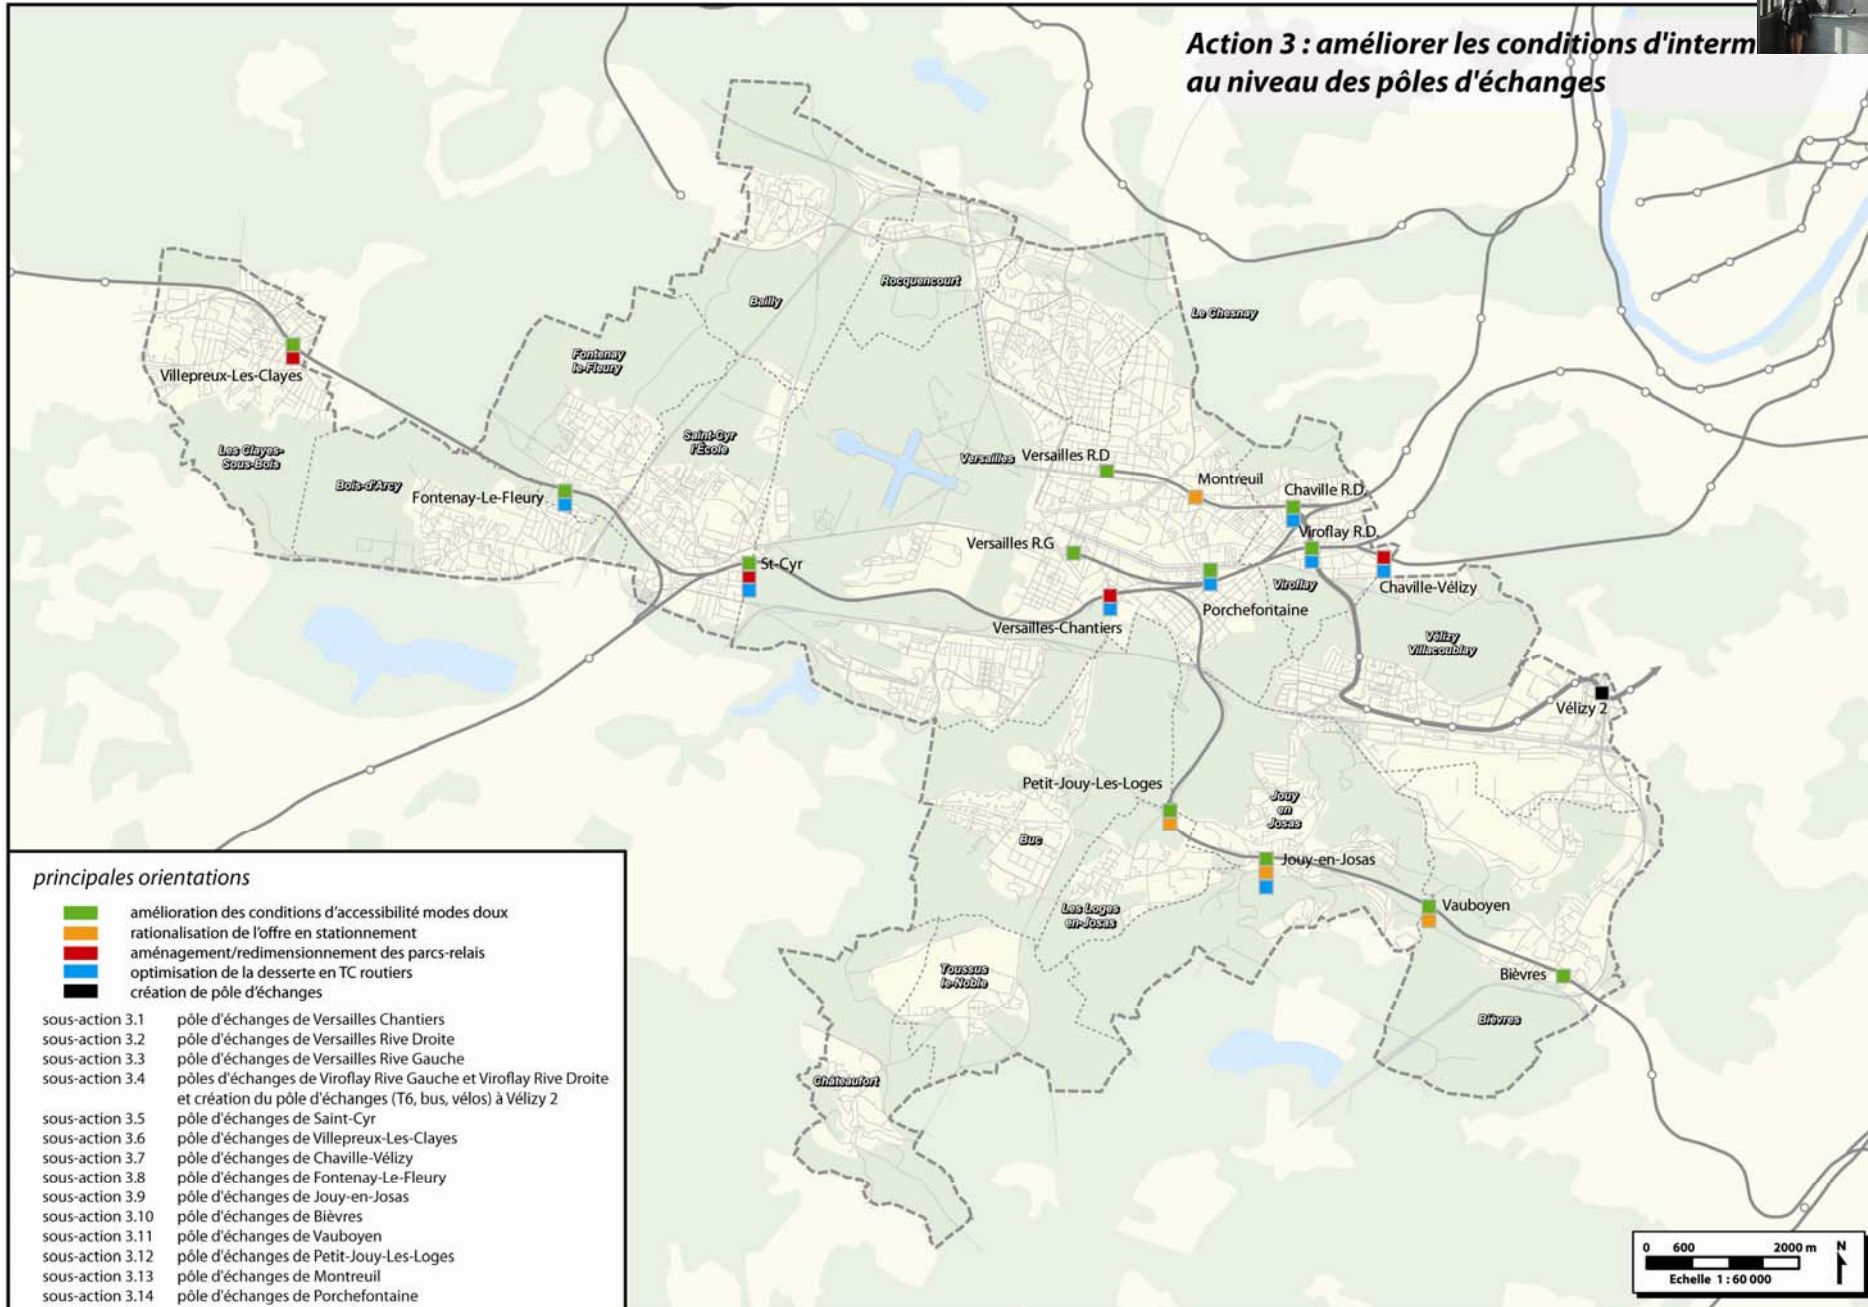 Action 3 : améliorer les conditions d'interm
au niveau des pôles d'échanges
Rocquencourt
Bailly
Le Chesnay
Fontenay
le-Fleury
Villepreux-Les-Clayes
Saint-Cyr
l'École
Les Clayes-
Sous-Bois
Versailles
Versailles R.D
Bois-d'Arcy
Fontenay-Le-Fleury
Montreuil
Chaville R.D.
Viroflay R.D.
Versailles R.G
St-Cyr
Viroflay
Chaville-Vélizy
Porchefontaine
Versailles-Chantiers
Vélizy
Villacoublay
Vélizy 2
Petit-Jouy-Les-Loges
Jouy
en
Josas
Buc
Jouy-en-Josas
Les Loges
en-Josas
Vauboyen
Toussus
le-Noble
Bièvres
Bièvres
Châteaufort
principales orientations
amélioration des conditions d'accessibilité modes doux
rationalisation de l'offre en stationnement
aménagement/redimensionnement des parcs-relais
optimisation de la desserte en TC routiers
création de pôle d'échanges
sous-action 3.1 pôle d'échanges de Versailles Chantiers
sous-action 3.2 pôle d'échanges de Versailles Rive Droite
sous-action 3.3 pôle d'échanges de Versailles Rive Gauche
sous-action 3.4 pôles d'échanges de Viroflay Rive Gauche et Viroflay Rive Droite
et création du pôle d'échanges (T6, bus, vélos) à Vélizy 2
sous-action 3.5 pôle d'échanges de Saint-Cyr
sous-action 3.6 pôle d'échanges de Villepreux-Les-Clayes
sous-action 3.7 pôle d'échanges de Chaville-Vélizy
sous-action 3.8 pôle d'échanges de Fontenay-Le-Fleury
sous-action 3.9 pôle d'échanges de Jouy-en-Josas
sous-action 3.10 pôle d'échanges de Bièvres
sous-action 3.11 pôle d'échanges de Vauboyen
sous-action 3.12 pôle d'échanges de Petit-Jouy-Les-Loges
sous-action 3.13 pôle d'échanges de Montreuil
sous-action 3.14 pôle d'échanges de Porchefontaine
0 600 2000 m N
Echelle 1 : 60 000